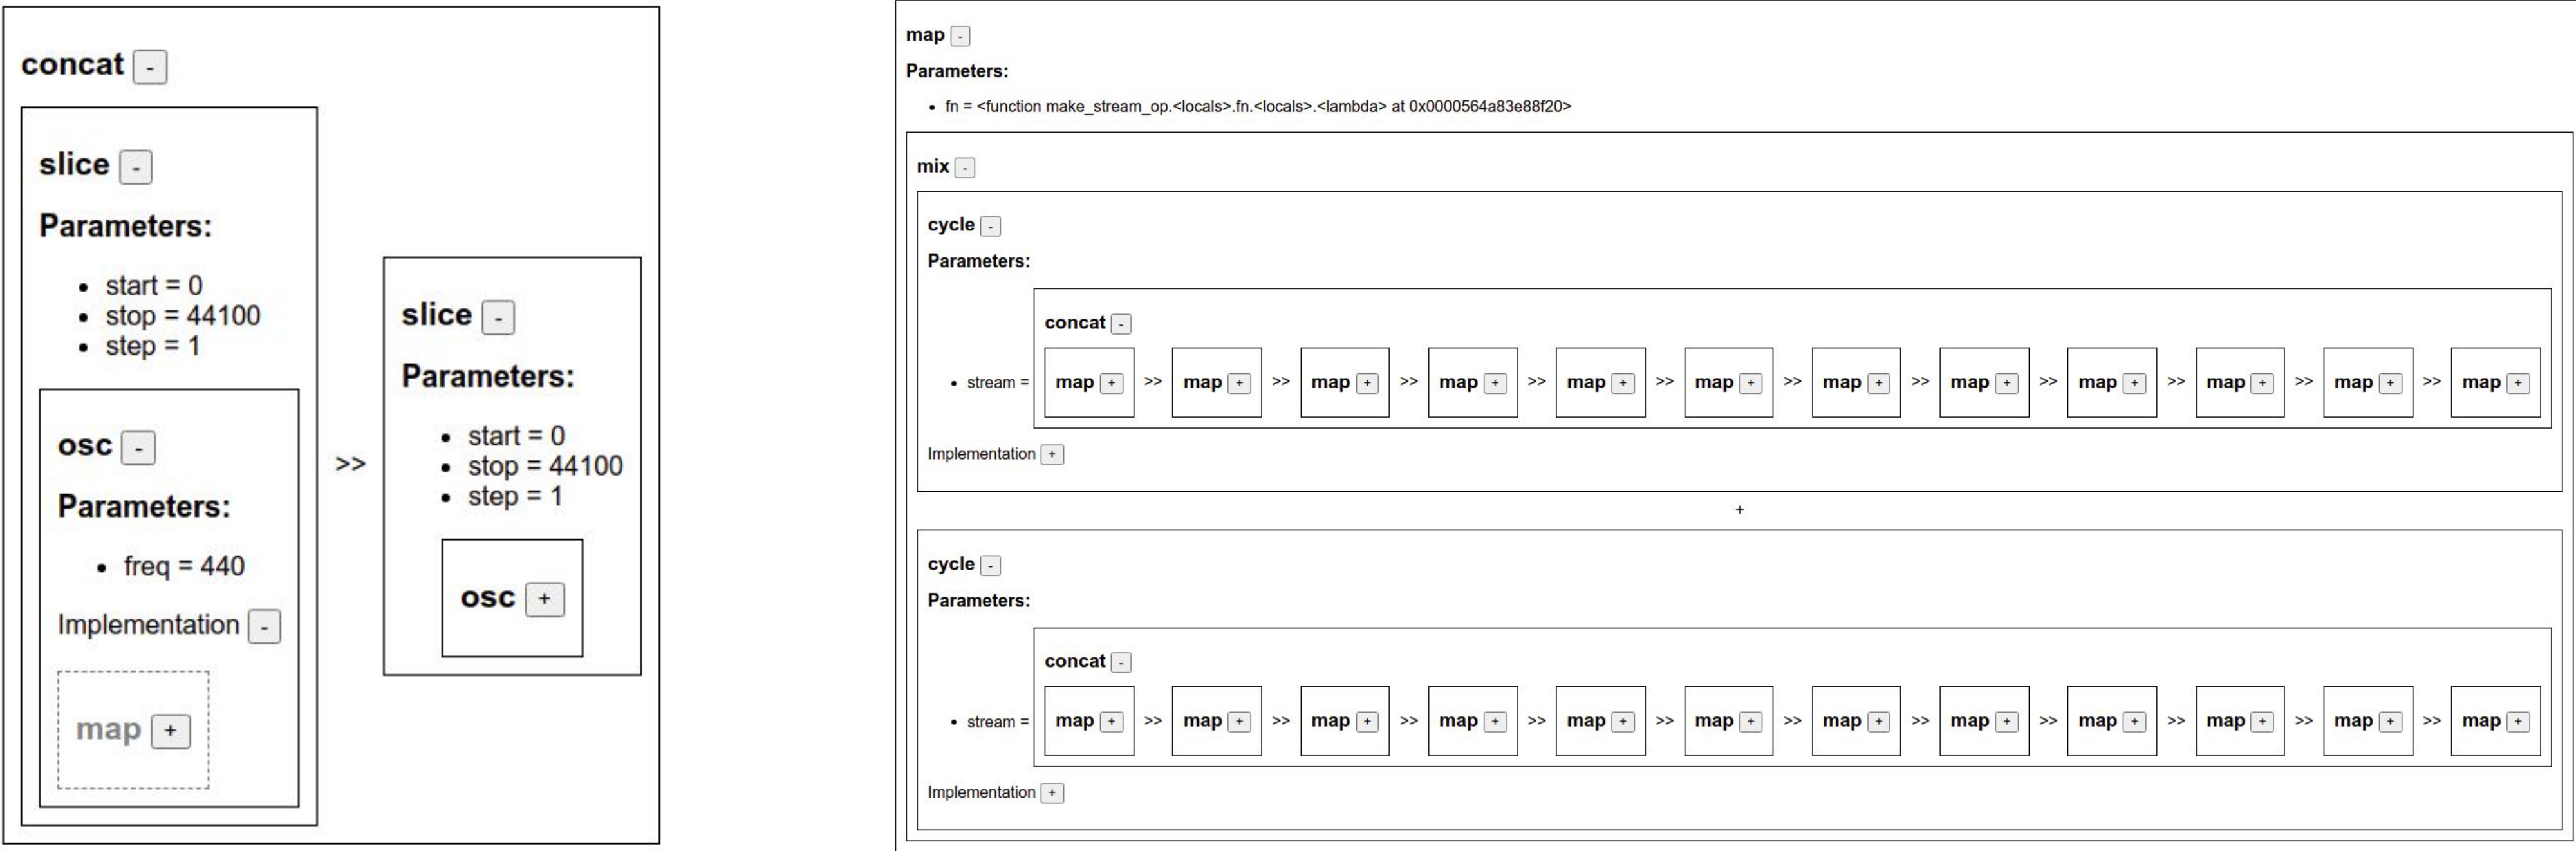 concat -
slice -
Parameters:
• start = 0
• stop = 44100
• step = 1
osc -
Parameters:
• freq = 440
Implementation -
map +
>>
slice -
Parameters:
• start = 0
• stop = 44100
• step = 1
osc +
map -
Parameters:
• fn = <function make_stream_op.<locals>.fn.<locals>.<lambda> at 0x0000564a83e88f20>
mix -
cycle -
Parameters:
concat -
• stream = map + >> map + >> map + >> map + >> map + >> map + >> map + >> map + >> map + >> map + >> map + >> map +
Implementation +
+
cycle -
Parameters:
concat -
• stream = map + >> map + >> map + >> map + >> map + >> map + >> map + >> map + >> map + >> map + >> map + >> map +
Implementation +